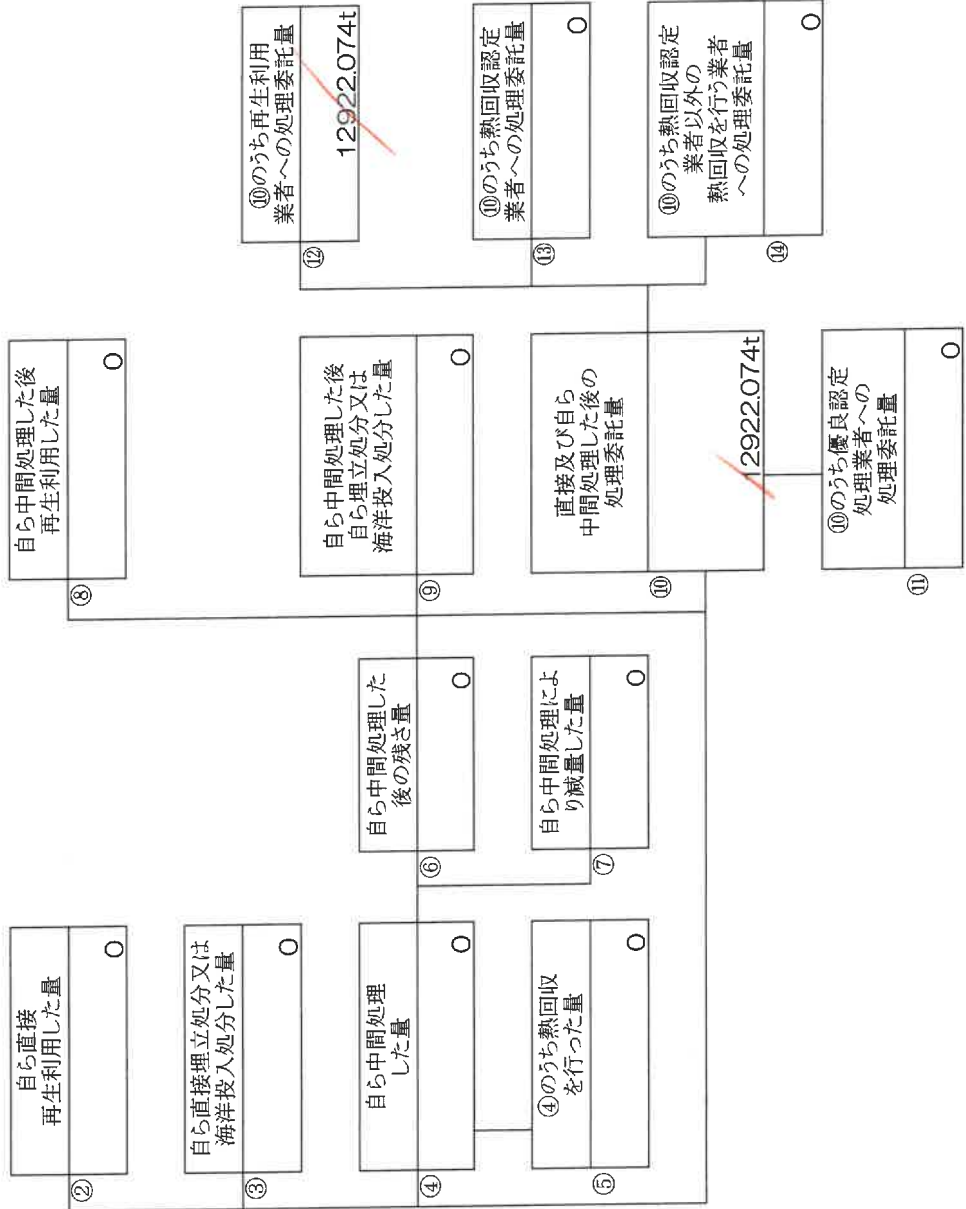 ②
自ら直接
再生利用した量
0
③
自ら直接埋立処分又は
海洋投入処分した量
0
④
自ら中間処理
した量
0
⑤
④のうち熱回収
を行った量
0
⑥
自ら中間処理した
後の残さ量
0
⑦
自ら中間処理によ
り減量した量
0
⑧
自ら中間処理した後
再生利用した量
0
⑨
自ら中間処理した後
自ら埋立処分又は
海洋投入処分した量
0
⑩
直接及び自ら
中間処理した後の
処理委託量
12922.074t
⑪
⑩のうち優良認定
処理業者への
処理委託量
0
⑫
⑩のうち再生利用
業者への処理委託量
12922.074t
⑬
⑩のうち熱回収認定
業者への処理委託量
0
⑭
⑩のうち熱回収認定
業者以外の
熱回収を行う業者
への処理委託量
0